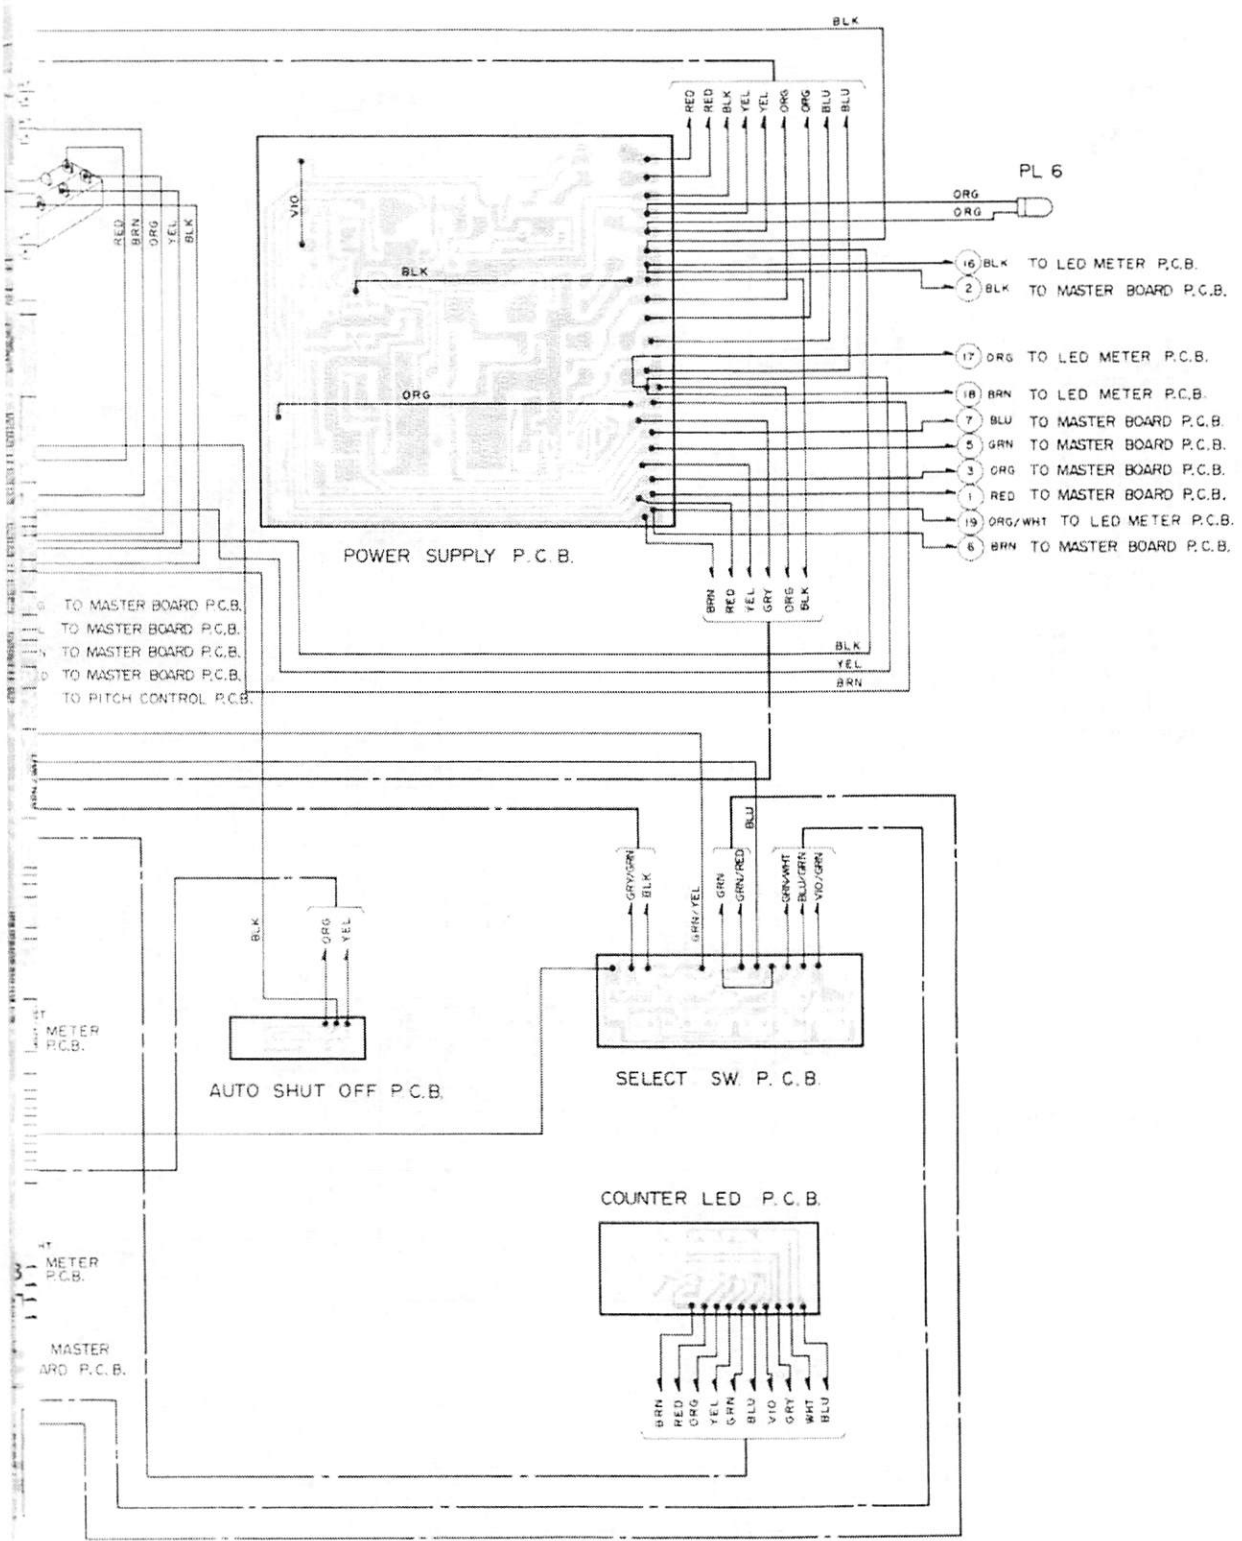 BLK
RED
RED
BLK
YEL
YEL
ORG
ORG
BLU
BLU
PL 6
ORG
ORG
VIO
BLK
ORG
RED
BRN
ORG
YEL
BLK
16 BLK TO LED METER P.C.B.
2 BLK TO MASTER BOARD P.C.B.
17 ORG TO LED METER P.C.B.
18 BRN TO LED METER P.C.B.
7 BLU TO MASTER BOARD P.C.B.
5 GRN TO MASTER BOARD P.C.B.
3 ORG TO MASTER BOARD P.C.B.
1 RED TO MASTER BOARD P.C.B.
19 ORG/WHT TO LED METER P.C.B.
6 BRN TO MASTER BOARD P.C.B.
POWER SUPPLY P.C.B.
BRN
RED
YEL
GRY
ORG
BLK
G TO MASTER BOARD P.C.B.
L TO MASTER BOARD P.C.B.
N TO MASTER BOARD P.C.B.
D TO MASTER BOARD P.C.B.
TO PITCH CONTROL P.C.B.
BLK
YEL
BRN
BLU
GRY/GRN
BLK
GRN/YEL
GRN
GRN/RED
GRN/WHT
BLU/GRN
VIO/GRN
BLK
ORG
YEL
METER
P.C.B.
AUTO SHUT OFF P.C.B.
SELECT SW. P.C.B.
COUNTER LED P.C.B.
METER
P.C.B.
MASTER
ARD P.C.B.
BRN
RED
ORG
YEL
GRN
BLU
VIO
GRY
WHT
BLU